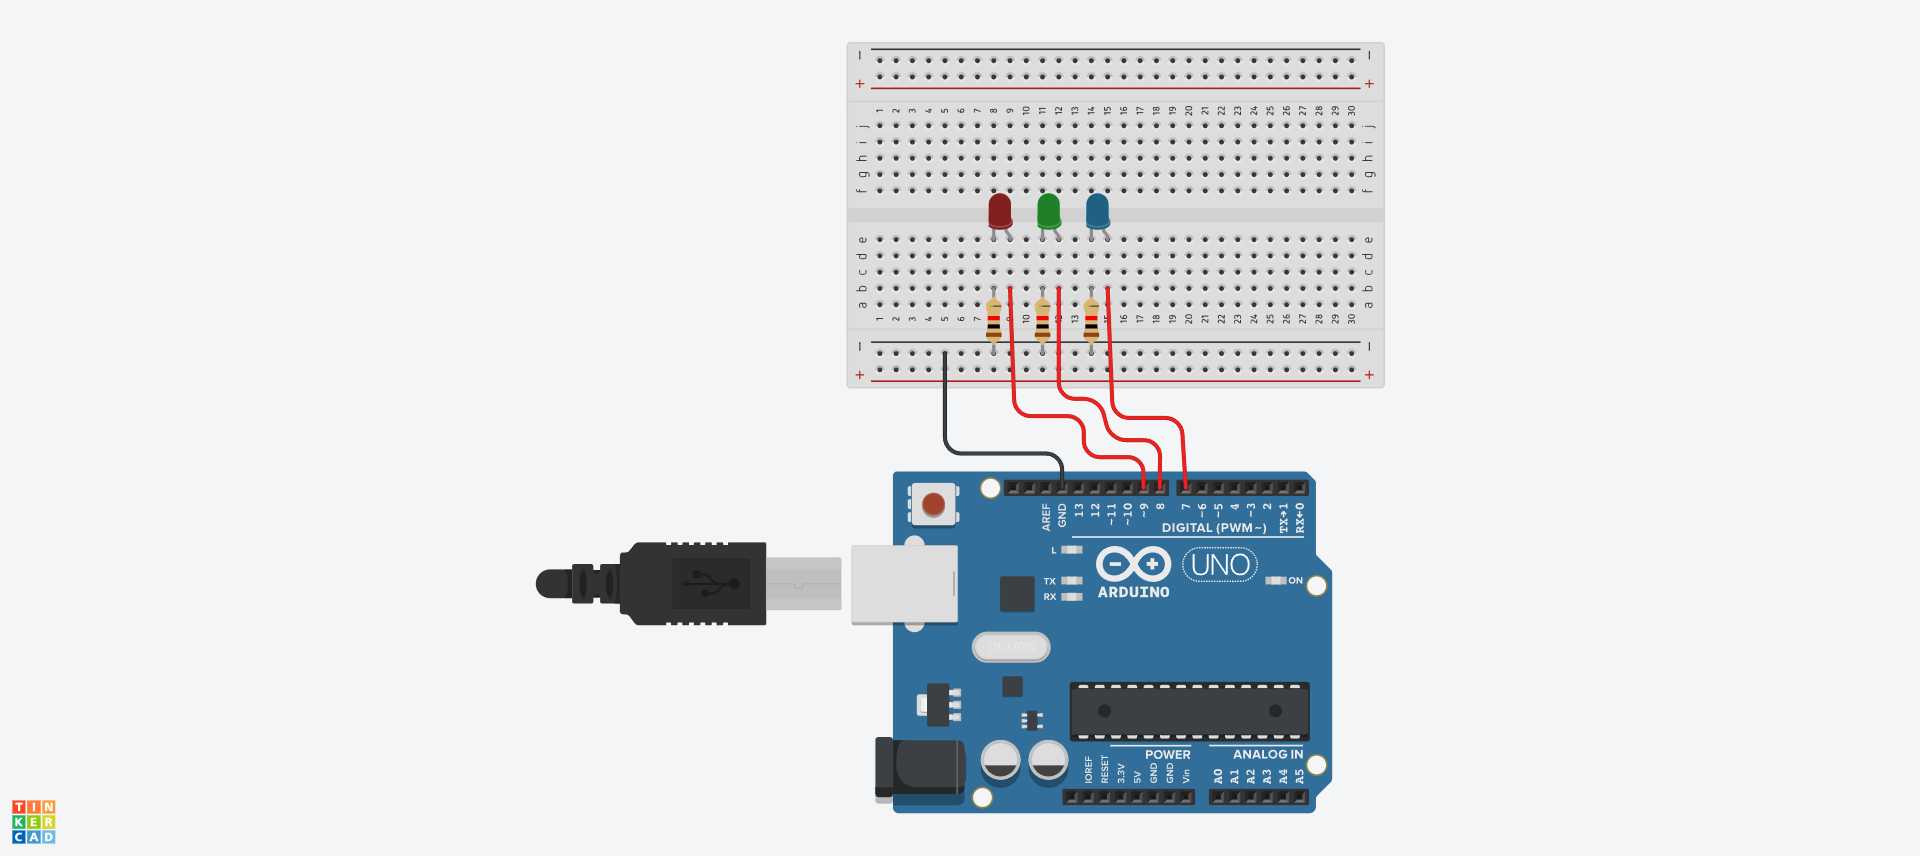 − −
+ +
1 2 3 4 5 6 7 8 9 10 11 12 13 14 15 16 17 18 19 20 21 22 23 24 25 26 27 28 29 30
j j
i i
h h
g g
f f
e e
d d
c c
b b
a a
1 2 3 4 5 6 7 10 11 13 16 17 18 19 20 21 22 23 24 25 26 27 28 29 30
− −
+ +
AREF GND 13 12 ~11 ~10 ~9 8 7 ~6 ~5 4 ~3 2 TX→1 RX←0
DIGITAL (PWM~)
L
TX
RX
ARDUINO
UNO
ON
SPK16.000G
POWER
ANALOG IN
IOREF RESET 3.3V 5V GND GND Vin A0 A1 A2 A3 A4 A5
TIN
KER
CAD